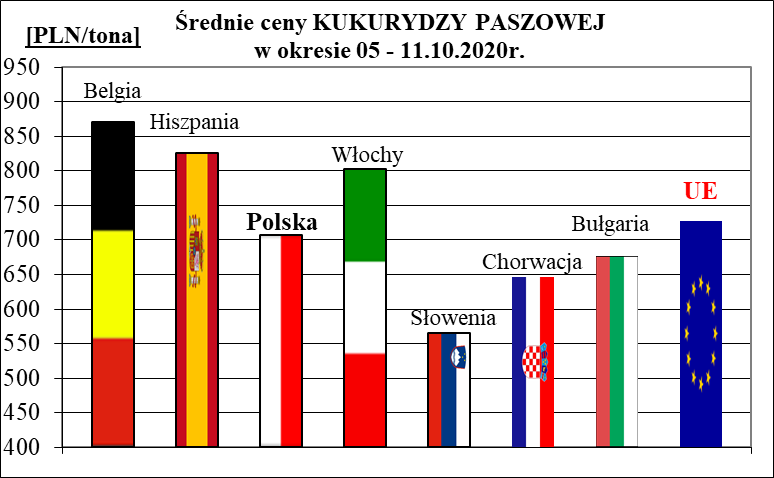 Średnie ceny KUKURYDZY PASZOWEJ
w okresie 05 - 11.10.2020r.
[PLN/tona]
950
900
850
800
750
700
650
600
550
500
450
400
Belgia
Hiszpania
Polska
Włochy
Słowenia
Chorwacja
Bułgaria
UE